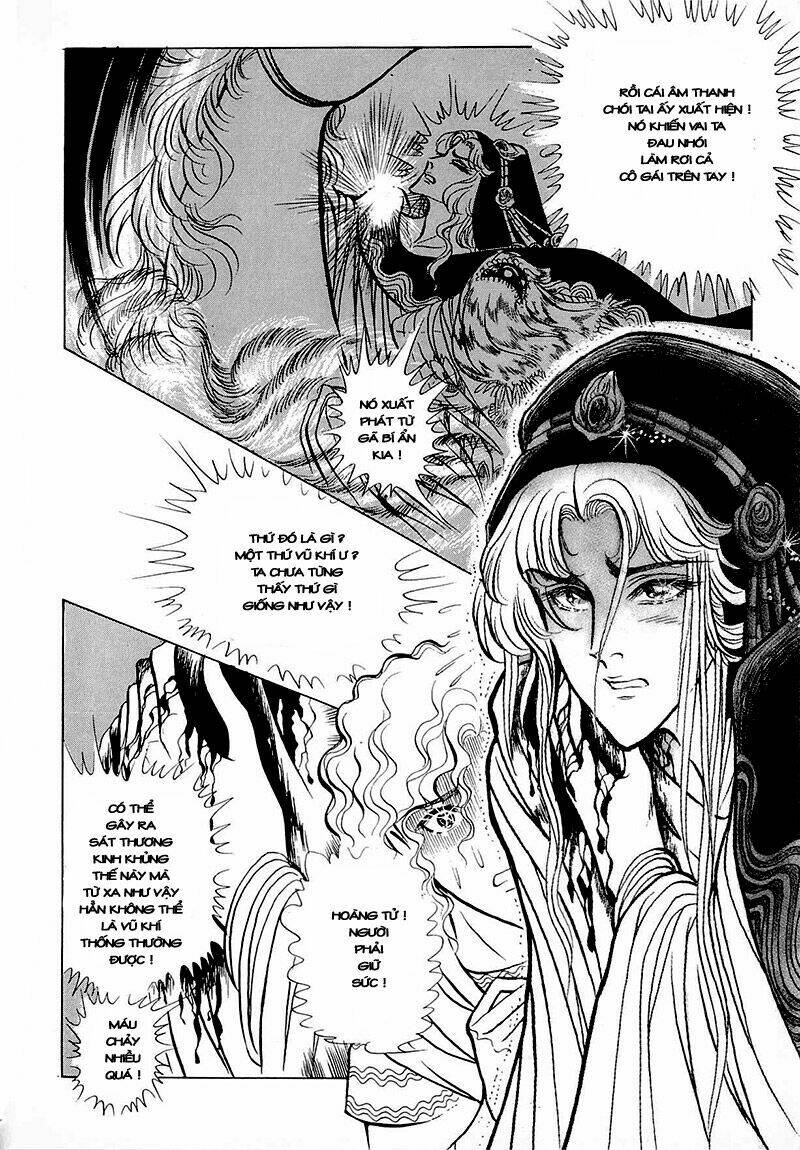 RỒI CÁI ÂM THANH
CHÓI TAI ẤY XUẤT HIỆN !
NÓ KHIẾN VAI TA
ĐAU NHÓI
LÀM RƠI CẢ
CÔ GÁI TRÊN TAY !
NÓ XUẤT
PHÁT TỪ
GÃ BÍ ẨN
KIA !
THỨ ĐÓ LÀ GÌ ?
MỘT THỨ VŨ KHÍ Ư ?
TA CHƯA TỪNG
THẤY THỨ GÌ
GIỐNG NHƯ VẬY !
CÓ THỂ
GÂY RA
SÁT THƯƠNG
KINH KHỦNG
THẾ NÀY MÀ
TỪ XA NHƯ VẬY
HẲN KHÔNG THỂ
LÀ VŨ KHÍ
THỐNG THƯỜNG
ĐƯỢC !
HOÀNG TỬ !
NGƯỜI
PHẢI
GIỮ
SỨC !
MÁU
CHẢY
NHIỀU
QUÁ !